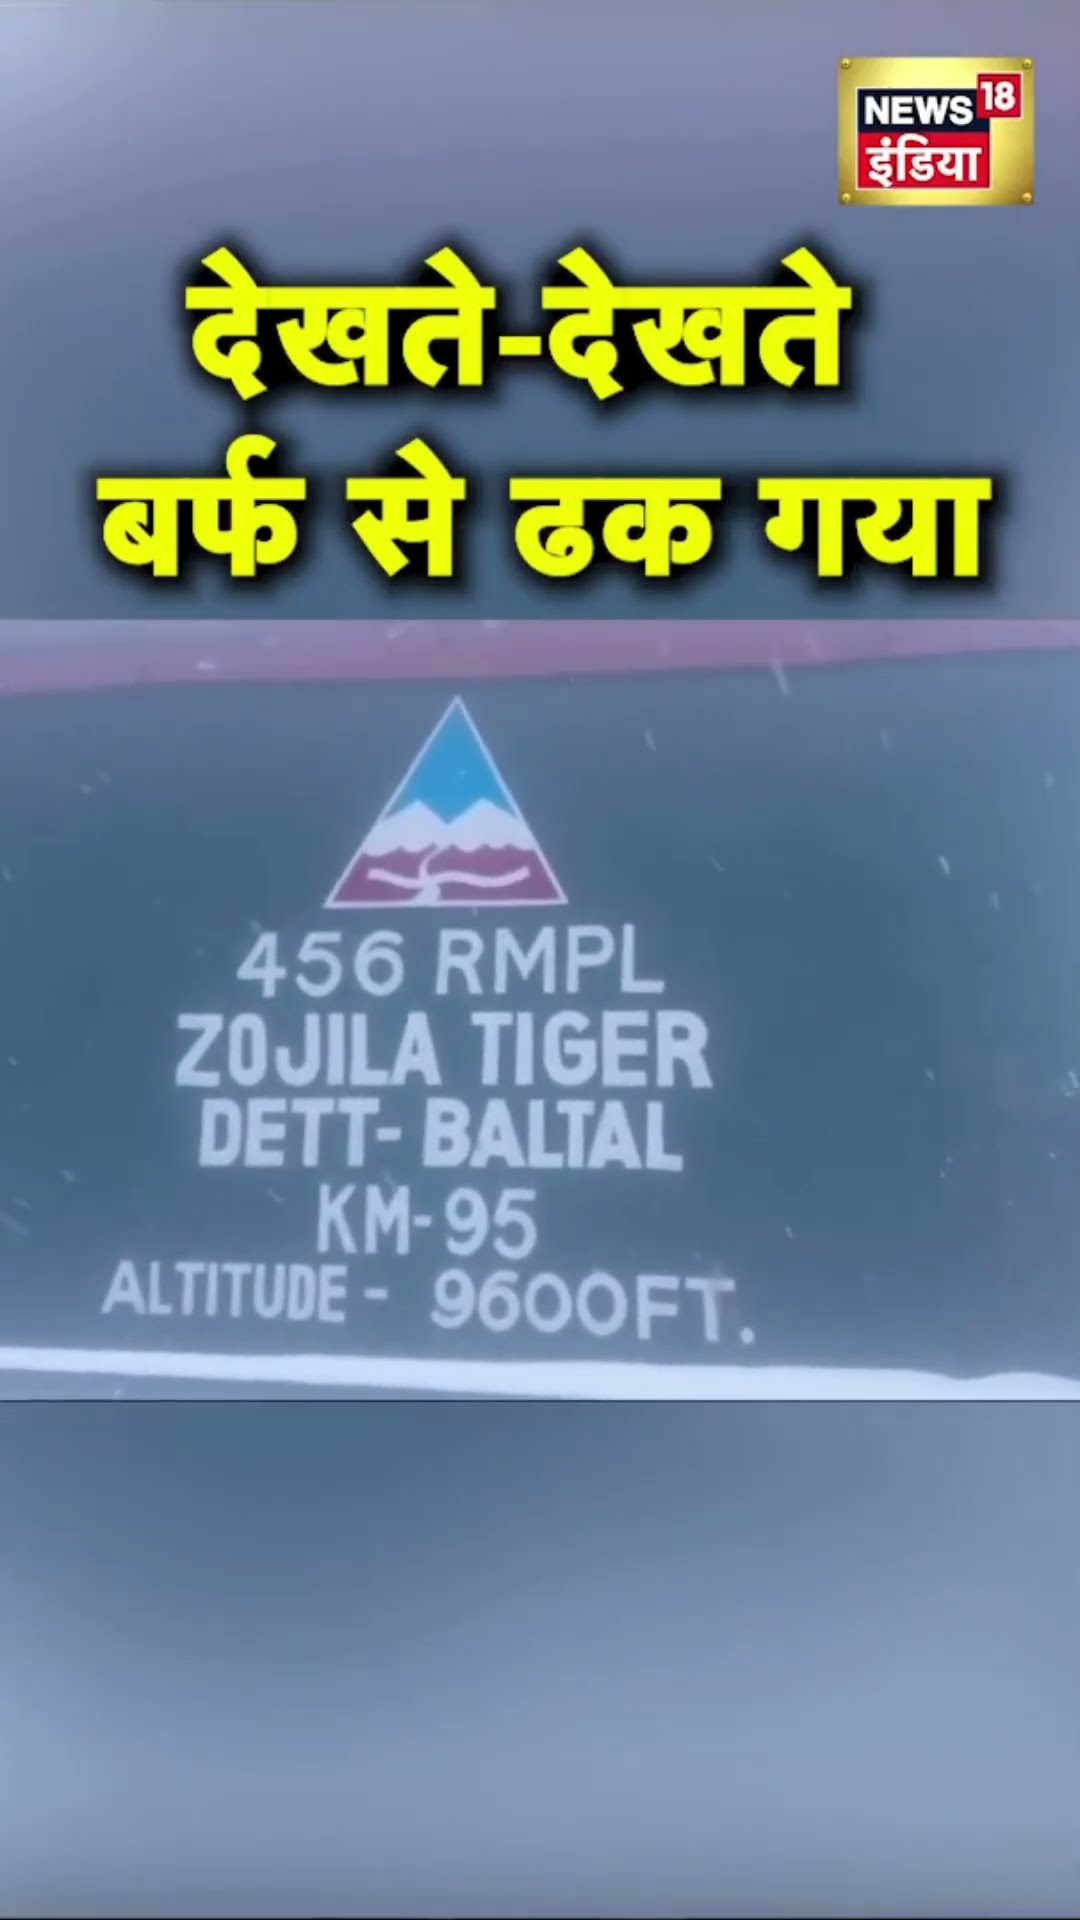 NEWS 18
इंडिया
देखते-देखते
बर्फ से ढक गया
456 RMPL
ZOJILA TIGER
DETT- BALTAL
KM-95
ALTITUDE - 9600FT.